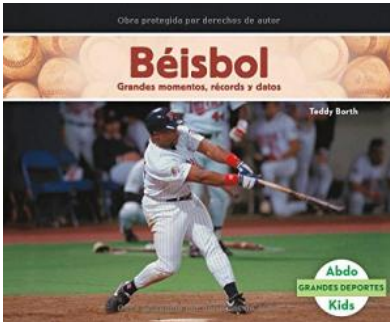 Obra protegida por derechos de autor
Béisbol
Grandes momentos, récords y datos
Teddy Borth
Abdo
GRANDES DEPORTES
Kids